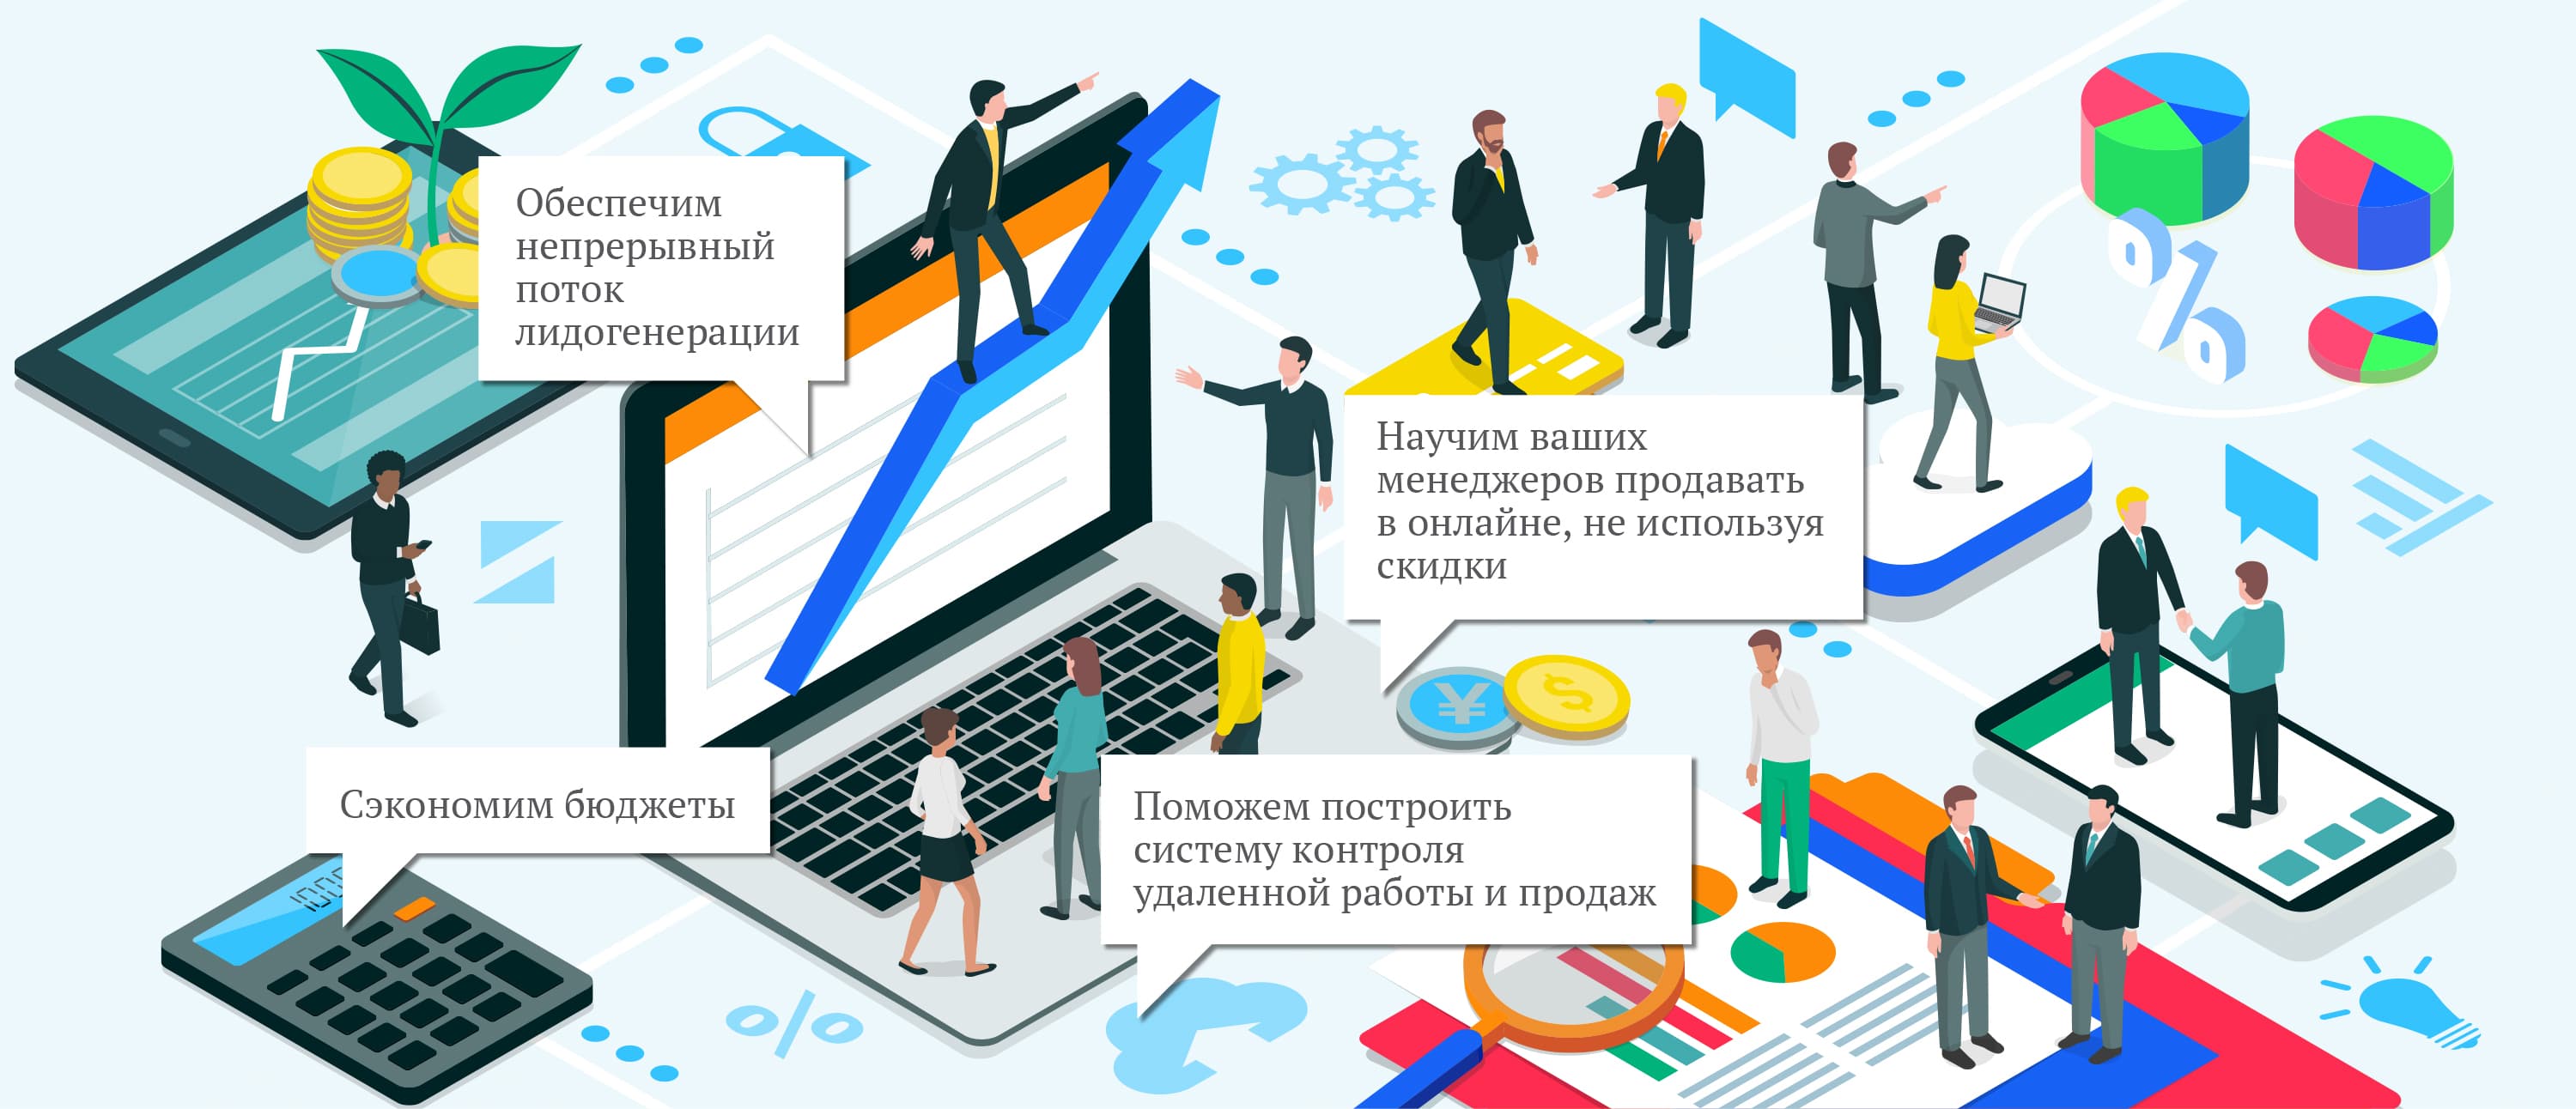 Обеспечим
непрерывный
поток
лидогенерации
Научим ваших
менеджеров продавать
в онлайне, не используя
скидки
%
¥
$
Сэкономим бюджеты
Поможем построить
систему контроля
удаленной работы и продаж
%